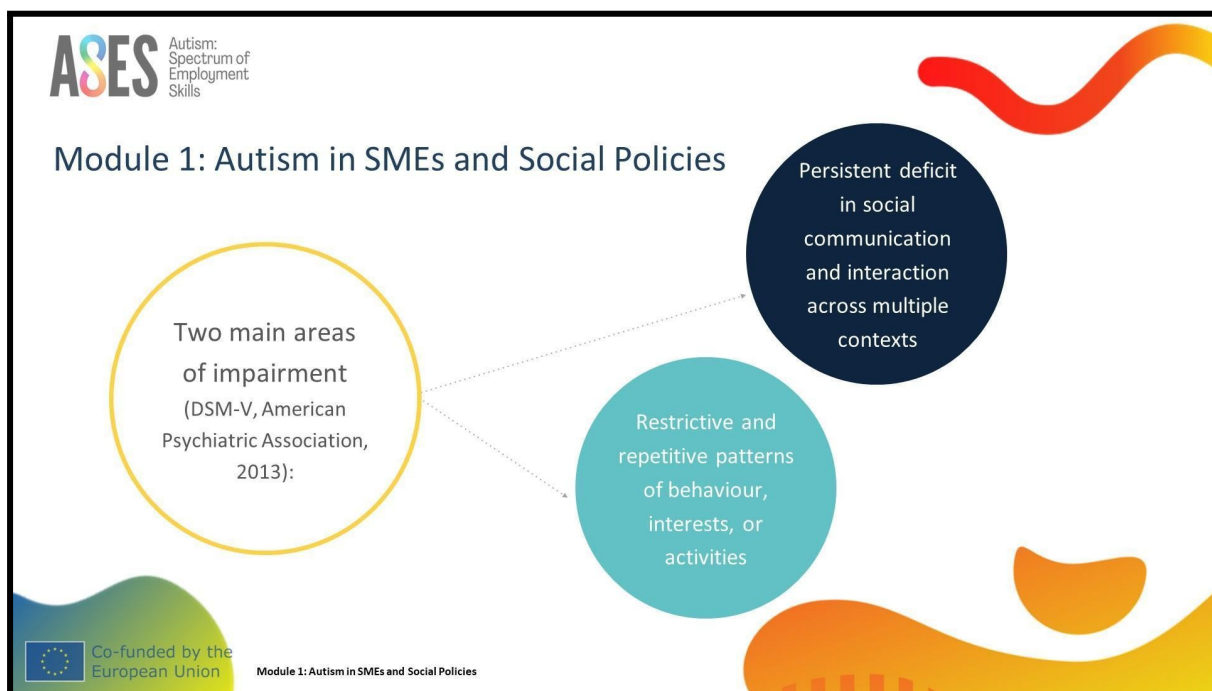 ASES
Autism:
Spectrum of
Employment
Skills
Module 1: Autism in SMEs and Social Policies
Persistent deficit
in social
communication
and interaction
across multiple
contexts
Two main areas
of impairment
(DSM-V, American
Psychiatric Association,
2013):
Restrictive and
repetitive patterns
of behaviour,
interests, or
activities
Co-funded by the
European Union
Module 1: Autism in SMEs and Social Policies